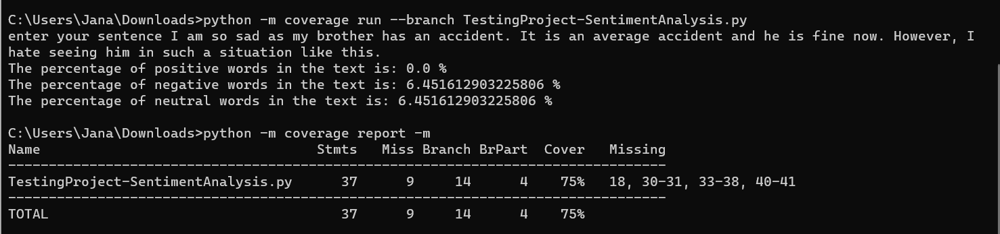 C:\Users\Jana\Downloads>python -m coverage run --branch TestingProject-SentimentAnalysis.py
enter your sentence I am so sad as my brother has an accident. It is an average accident and he is fine now. However, I
hate seeing him in such a situation like this.
The percentage of positive words in the text is: 0.0 %
The percentage of negative words in the text is: 6.451612903225806 %
The percentage of neutral words in the text is: 6.451612903225806 %
C:\Users\Jana\Downloads>python -m coverage report -m
Name Stmts Miss Branch BrPart Cover Missing
--------------------------------------------------------------------------------
TestingProject-SentimentAnalysis.py 37 9 14 4 75% 18, 30-31, 33-38, 40-41
--------------------------------------------------------------------------------
TOTAL 37 9 14 4 75%